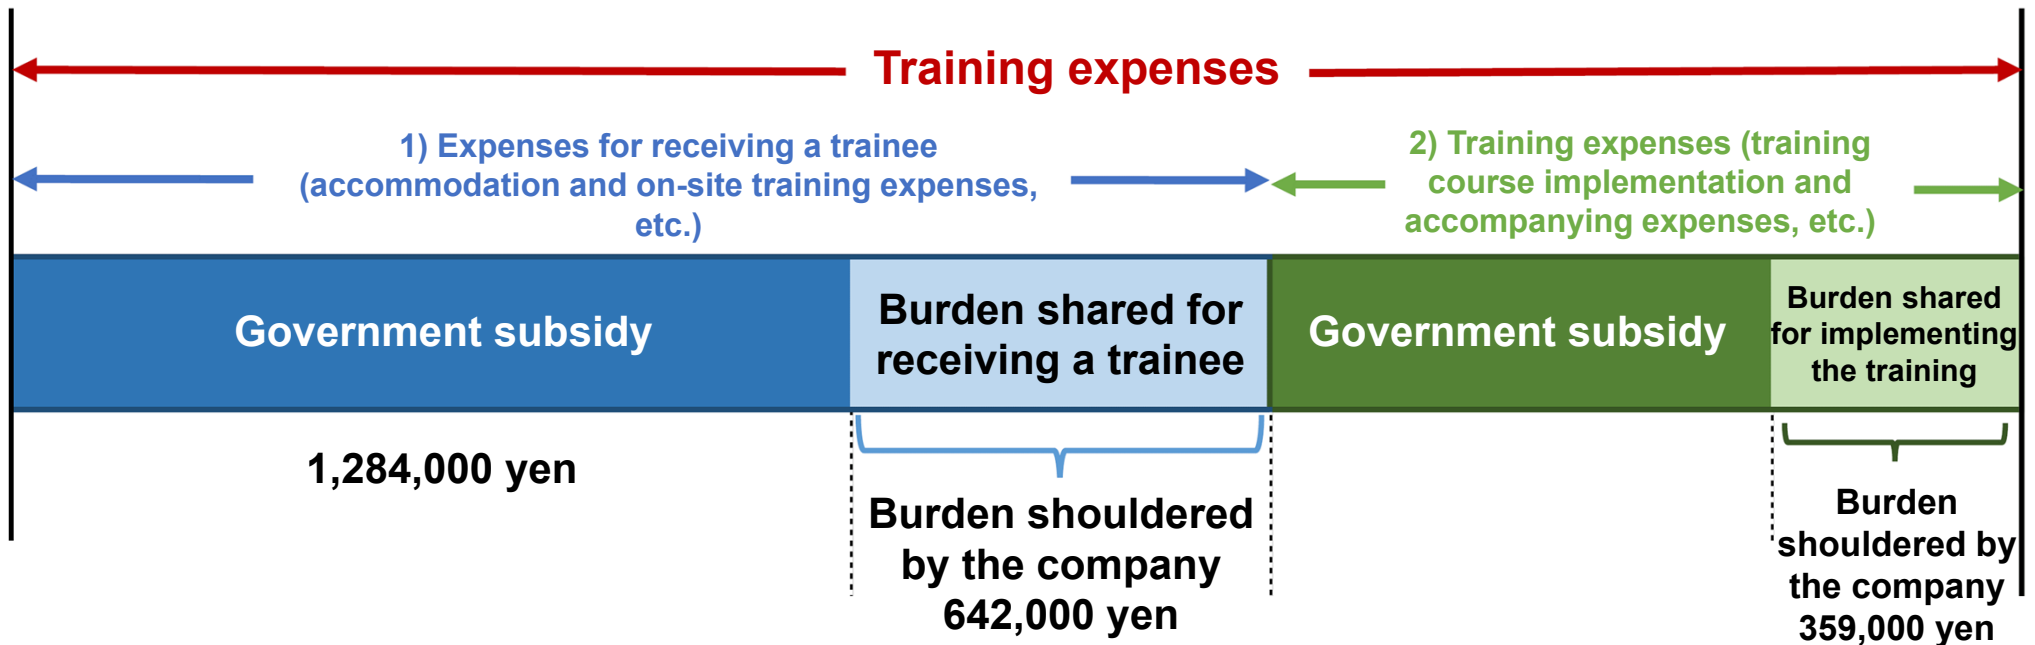 Training expenses
1) Expenses for receiving a trainee
(accommodation and on-site training expenses,
etc.)
2) Training expenses (training
course implementation and
accompanying expenses, etc.)
Government subsidy
Burden shared for
receiving a trainee
Government subsidy
Burden shared
for implementing
the training
1,284,000 yen
Burden shouldered
by the company
642,000 yen
Burden
shouldered by
the company
359,000 yen